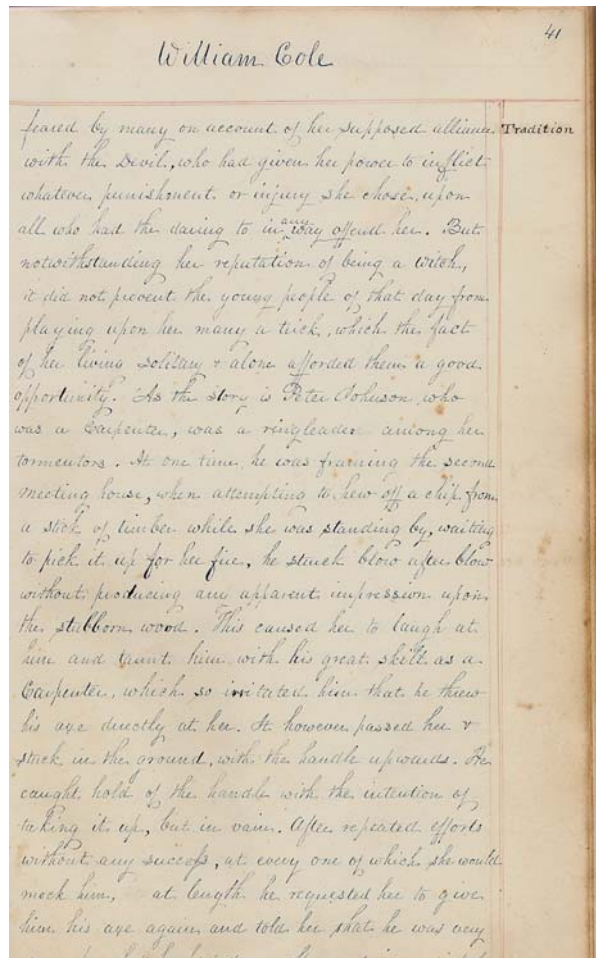 41
William Cole
feared by many on account of her supposed alliance
Tradition
with the Devil, who had given her power to inflict
whatever punishment or injury she chose, upon
all who had the daring to in any way offend her. But
notwithstanding her reputation of being a witch,
it did not prevent the young people of that day from
playing upon her many a trick, which the fact
of her living solitary & alone afforded them a good
opportunity. As the story is Peter Johnson, who
was a Carpenter, was a ringleader among her
tormentors. At one time, he was framing the second
meeting house, when attempting to hew off a chip from
a stick of timber while she was standing by, waiting
to pick it up for her fire, he struck blow after blow
without producing any apparent impression upon
the stubborn wood. This caused her to laugh at
him and taunt him with his great skill as a
Carpenter, which so irritated him that he threw
his axe directly at her. It however passed her &
stuck in the ground, with the handle upwards. He
caught hold of the handle with the intention of
taking it up, but in vain. After repeated efforts
without any success, at every one of which she would
mock him, at length he requested her to give
him his axe again and told her that he was very